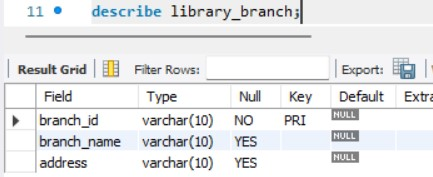 11 describe library_branch;
Result Grid Filter Rows: Export:
Field Type Null Key Default Extra
branch_id varchar(10) NO PRI NULL
branch_name varchar(10) YES NULL
address varchar(10) YES NULL